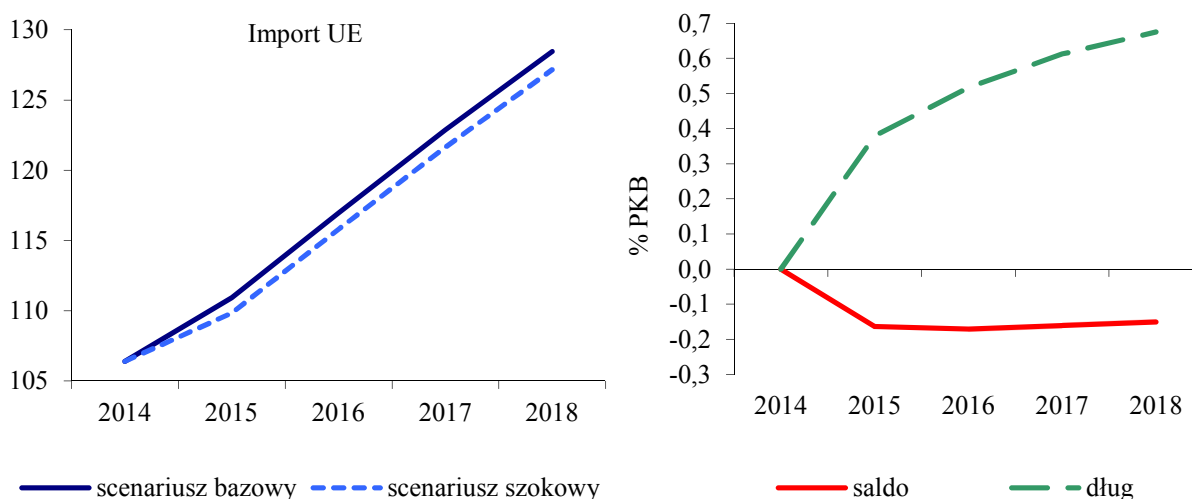 Import UE
130
125
120
115
110
105
2014 2015 2016 2017 2018
scenariusz bazowy scenariusz szokowy
% PKB
0,7
0,6
0,5
0,4
0,3
0,2
0,1
0,0
-0,1
-0,2
-0,3
2014 2015 2016 2017 2018
saldo dług